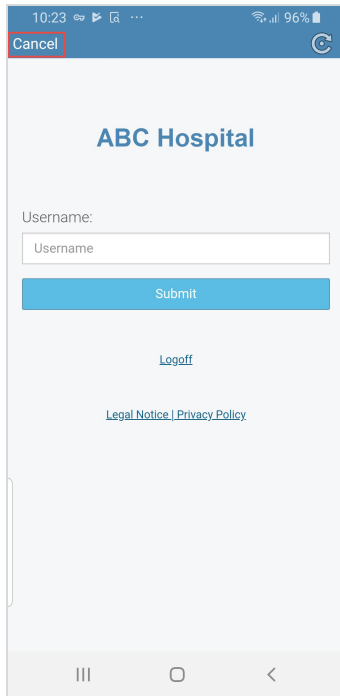 10:23 ··· 96%
Cancel
ABC Hospital
Username:
Username
Submit
Logoff
Legal Notice | Privacy Policy